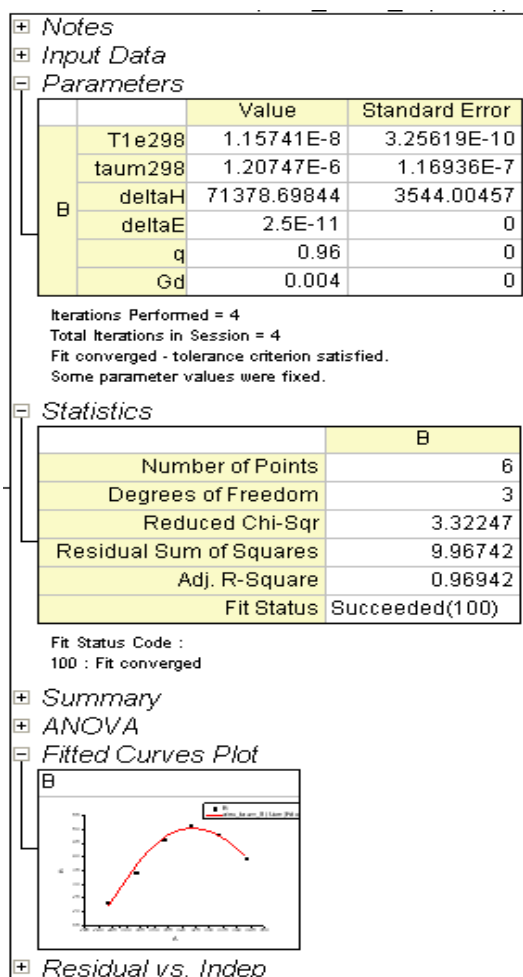 Notes
Input Data
Parameters
Value Standard Error
B
T1e298 1.15741E-8 3.25619E-10
taum298 1.20747E-6 1.16936E-7
deltaH 71378.69844 3544.00457
deltaE 2.5E-11 0
q 0.96 0
Gd 0.004 0
Iterations Performed = 4
Total Iterations in Session = 4
Fit converged - tolerance criterion satisfied.
Some parameter values were fixed.
Statistics
B
Number of Points 6
Degrees of Freedom 3
Reduced Chi-Sqr 3.32247
Residual Sum of Squares 9.96742
Adj. R-Square 0.96942
Fit Status Succeeded(100)
Fit Status Code :
100 : Fit converged
Summary
ANOVA
Fitted Curves Plot
B
Residual vs. Indep